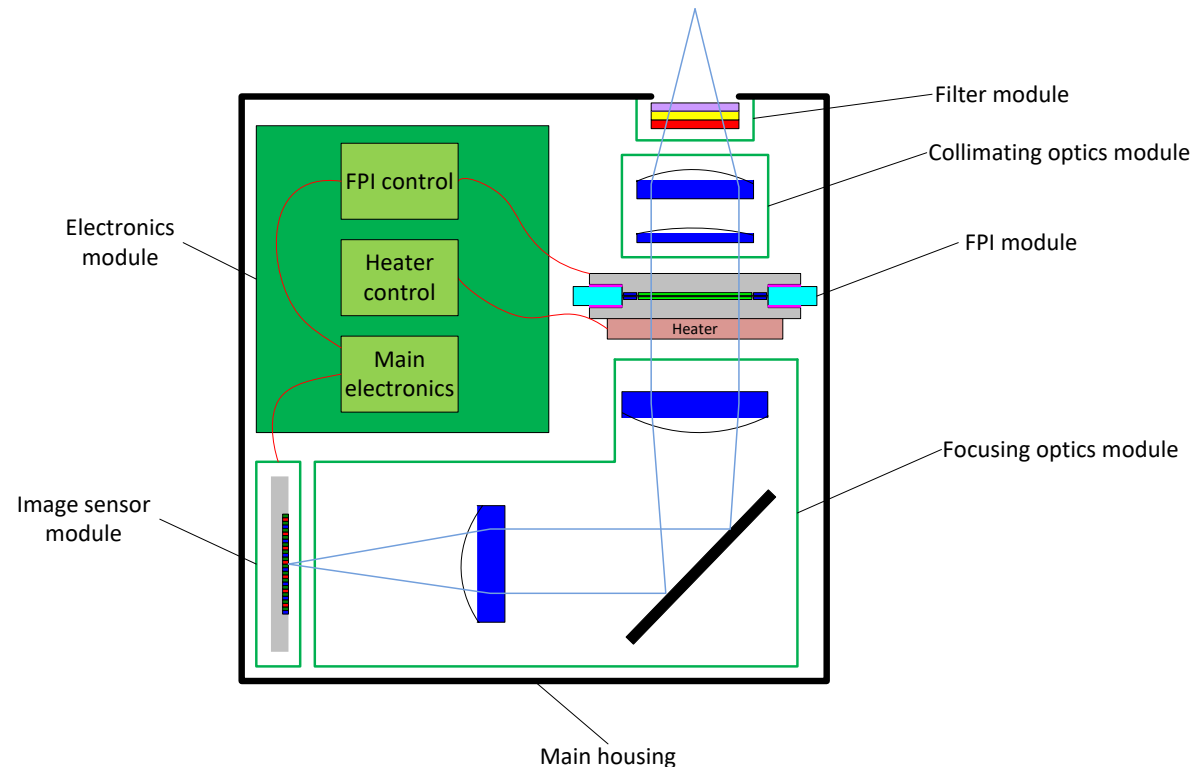 Filter module
Collimating optics module
FPI control
Electronics
module
FPI module
Heater
control
Heater
Main
electronics
Focusing optics module
Image sensor
module
Main housing